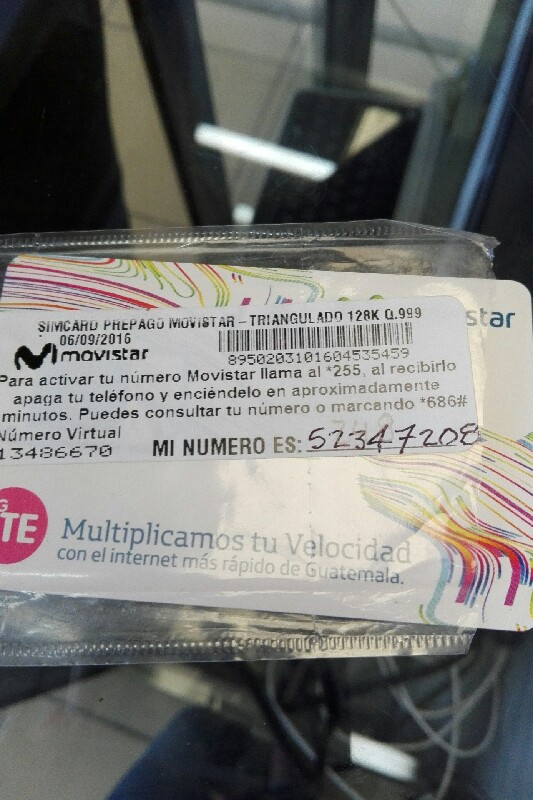 star
SIMCARD PREPAGO MOVISTAR - TRIANGULADO 128K Q.999
06/09/2016
movistar
8950203101604535459
Para activar tu número Movistar llama al *255, al recibirlo
apaga tu teléfono y enciéndelo en aproximadamente
minutos. Puedes consultar tu número o marcando *686#
Número Virtual
13486670
MI NUMERO ES: 52347208
G
TE
Multiplicamos tu Velocidad
con el internet más rápido de Guatemala.